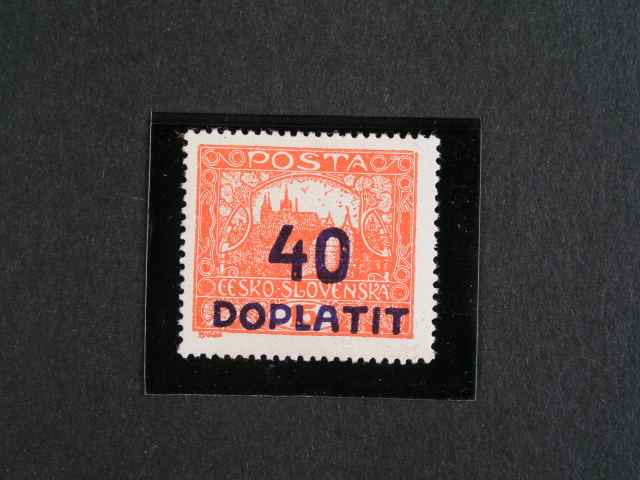 POSTA
40
ČESKO-SLOVENSKÁ
DOPLATIT